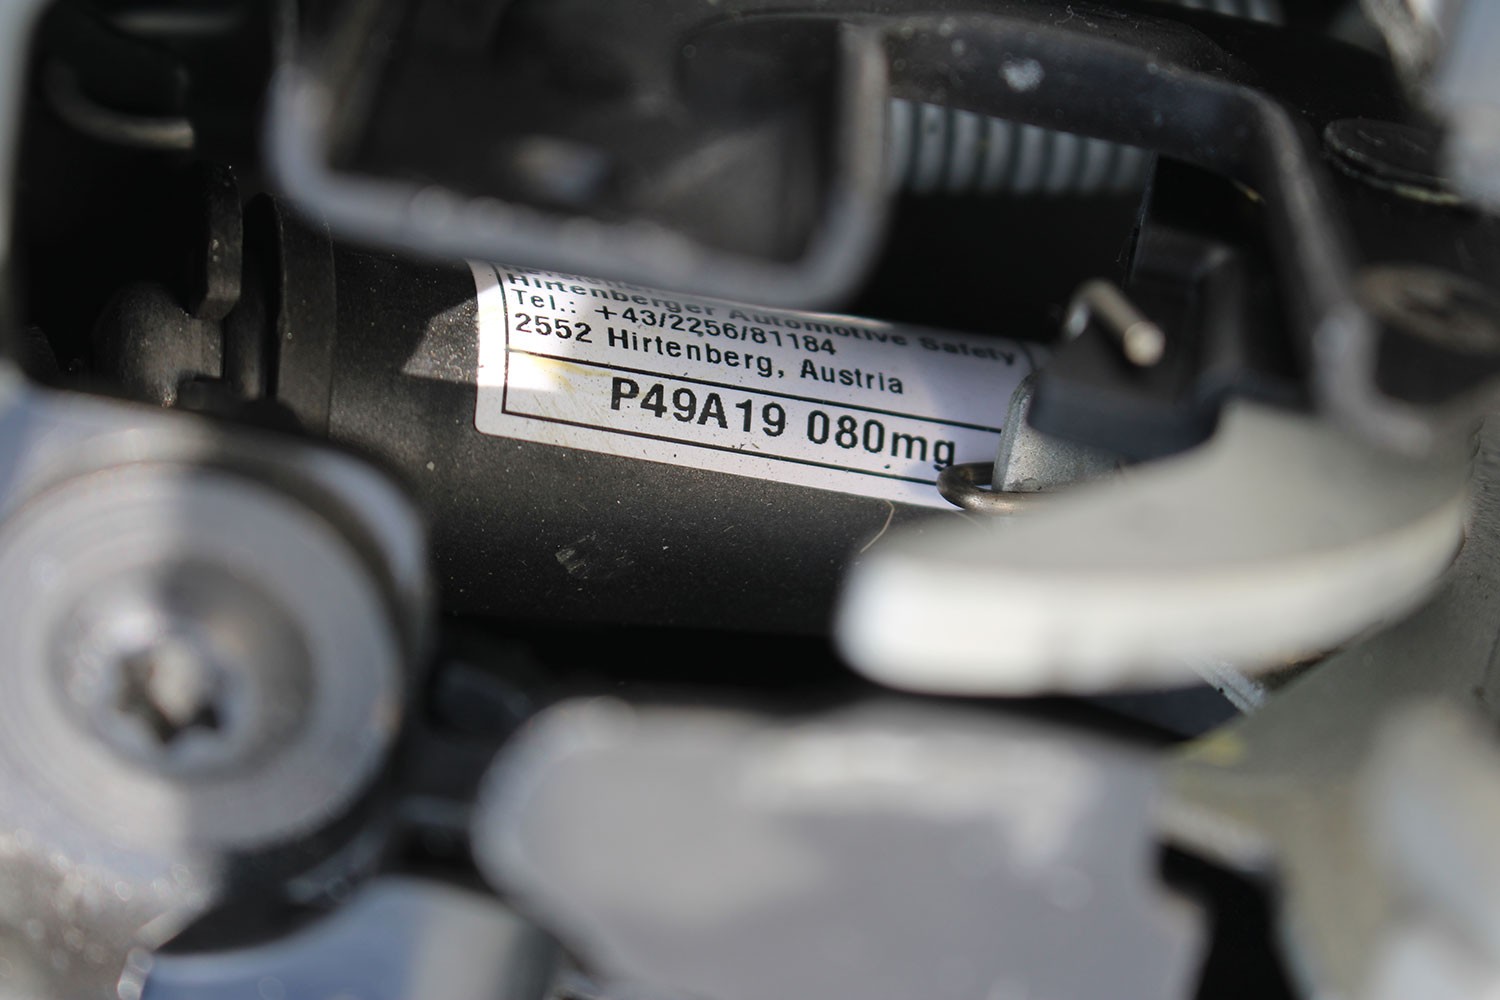 Hirtenberger Automotive Safety
Tel.: +43/2256/81184
2552 Hirtenberg, Austria
P49A19 080mg